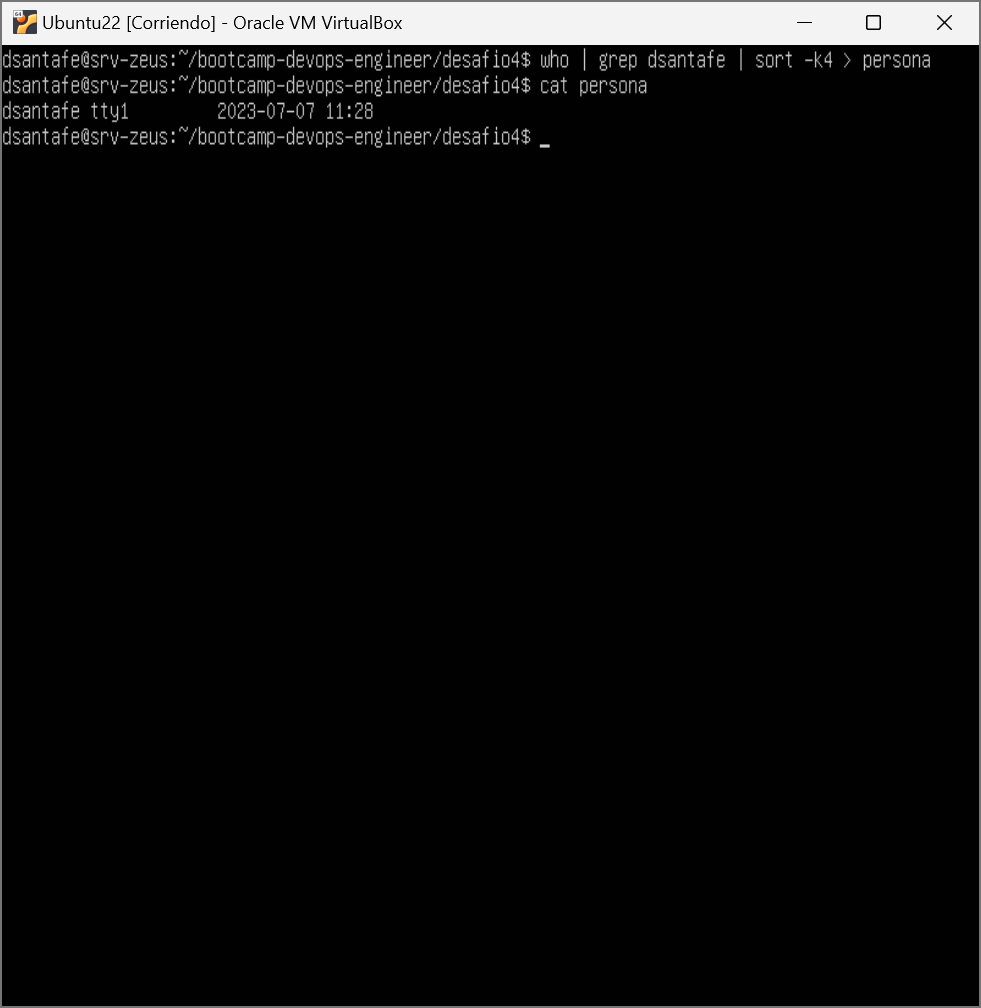 Ubuntu22 [Corriendo] - Oracle VM VirtualBox
dsantafe@srv-zeus:~/bootcamp-devops-engineer/desafio4$ who | grep dsantafe | sort -k4 > persona
dsantafe@srv-zeus:~/bootcamp-devops-engineer/desafio4$ cat persona
dsantafe tty1         2023-07-07 11:28
dsantafe@srv-zeus:~/bootcamp-devops-engineer/desafio4$ _